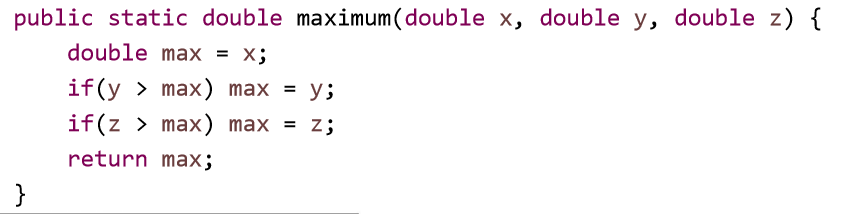 public static double maximum(double x, double y, double z) {
    double max = x;
    if(y > max) max = y;
    if(z > max) max = z;
    return max;
}